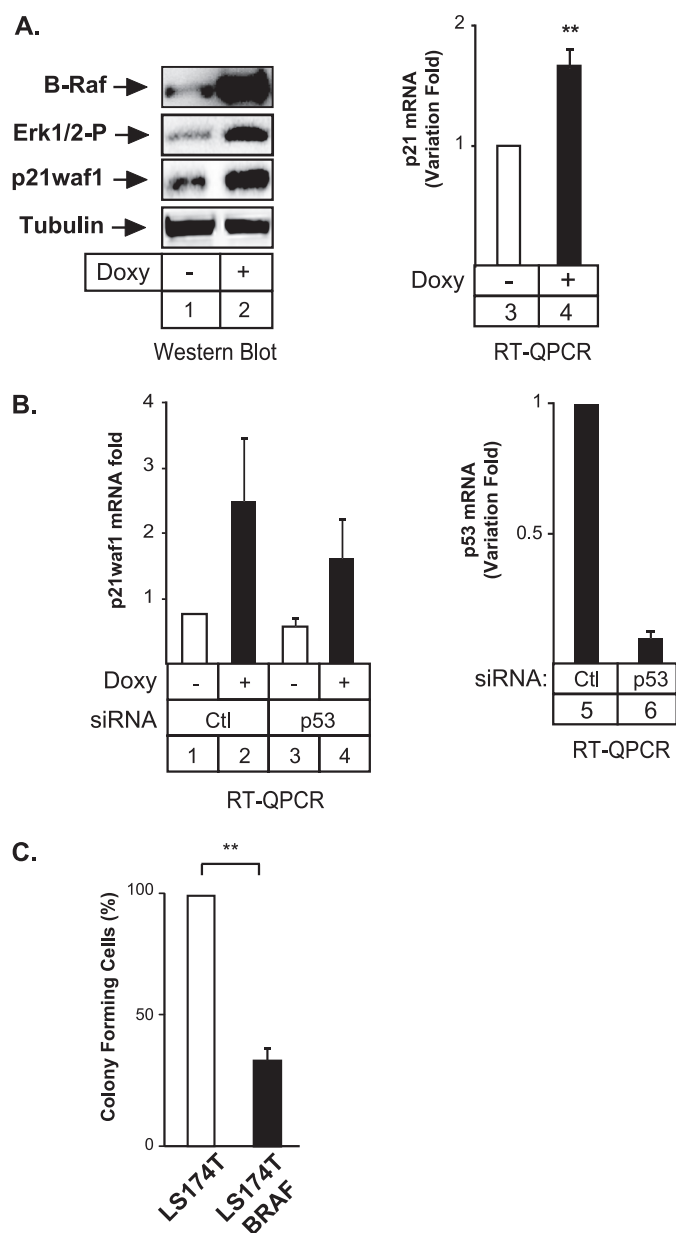 A.
B-Raf
Erk1/2-P
p21waf1
Tubulin
Doxy - +
1 2
Western Blot
p21 mRNA
(Variation Fold)
2
1
0
**
Doxy - +
3 4
RT-QPCR
B.
p21waf1 mRNA fold
4
3
2
1
0
Doxy - + - +
siRNA Ctl p53
1 2 3 4
RT-QPCR
p53 mRNA
(Variation Fold)
1
0.5
siRNA: Ctl p53
5 6
RT-QPCR
C.
Colony Forming Cells (%)
100
50
0
**
LS174T
LS174T
BRAF